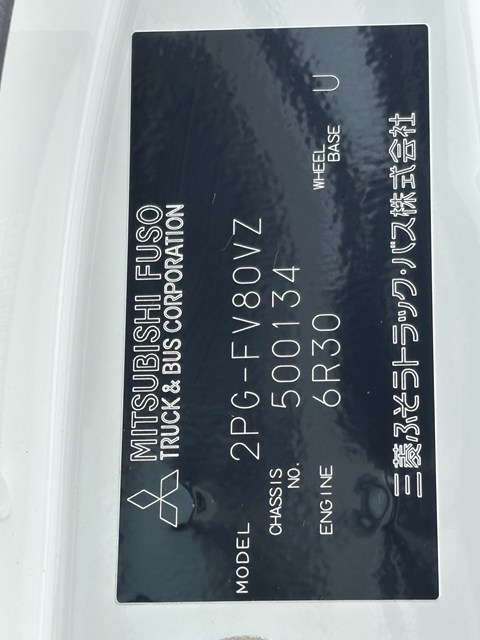 MITSUBISHI FUSO
TRUCK & BUS CORPORATION
MODEL 2PG-FV80VZ
CHASSIS NO. 500134
ENGINE 6R30 WHEEL BASE U
三菱ふそうトラック・バス株式会社